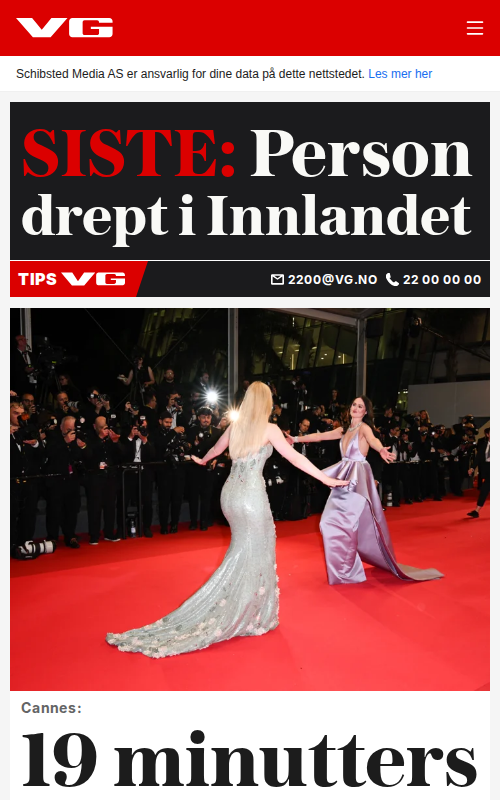 VG
Schibsted Media AS er ansvarlig for dine data på dette nettstedet. Les mer her
SISTE: Person
drept i Innlandet
TIPS VG 2200@VG.NO 22 00 00 00
Cannes:
19 minutters